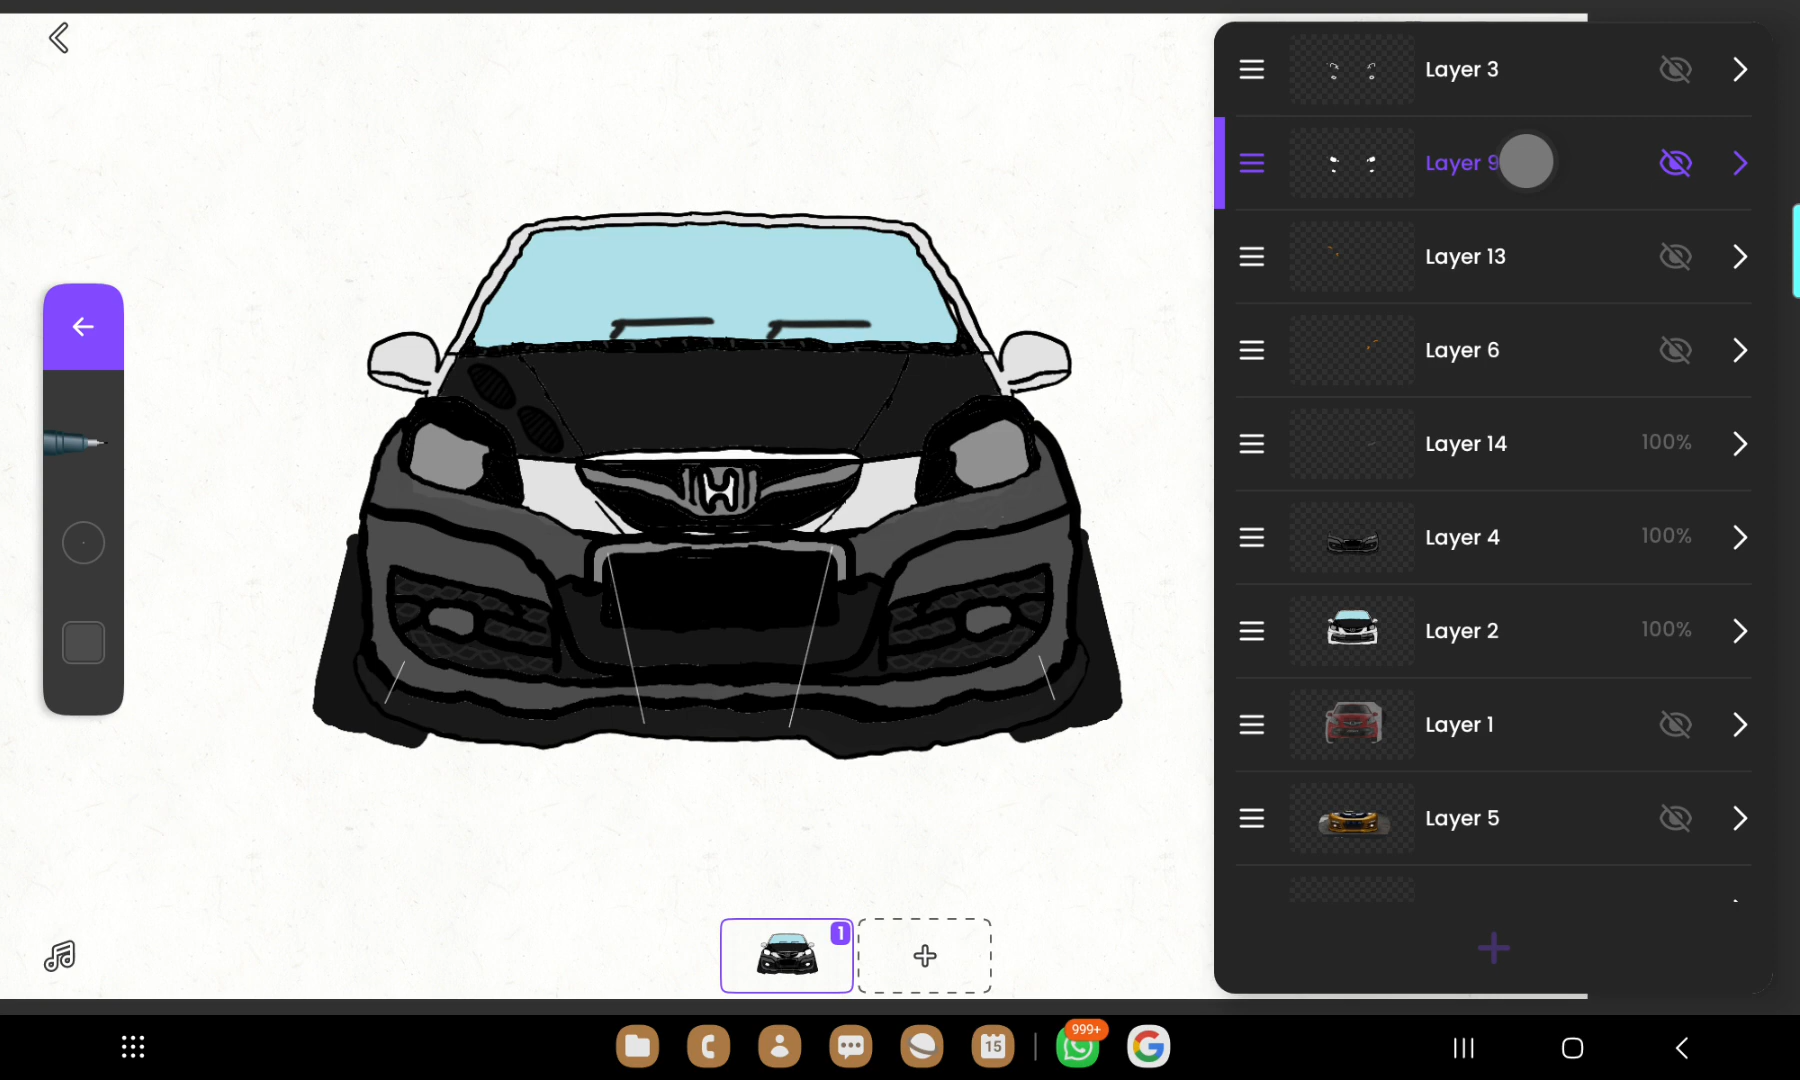 Layer 3
Layer 9
Layer 13
Layer 6
Layer 14
100%
Layer 4
100%
Layer 2
100%
Layer 1
Layer 5
1
15
999+